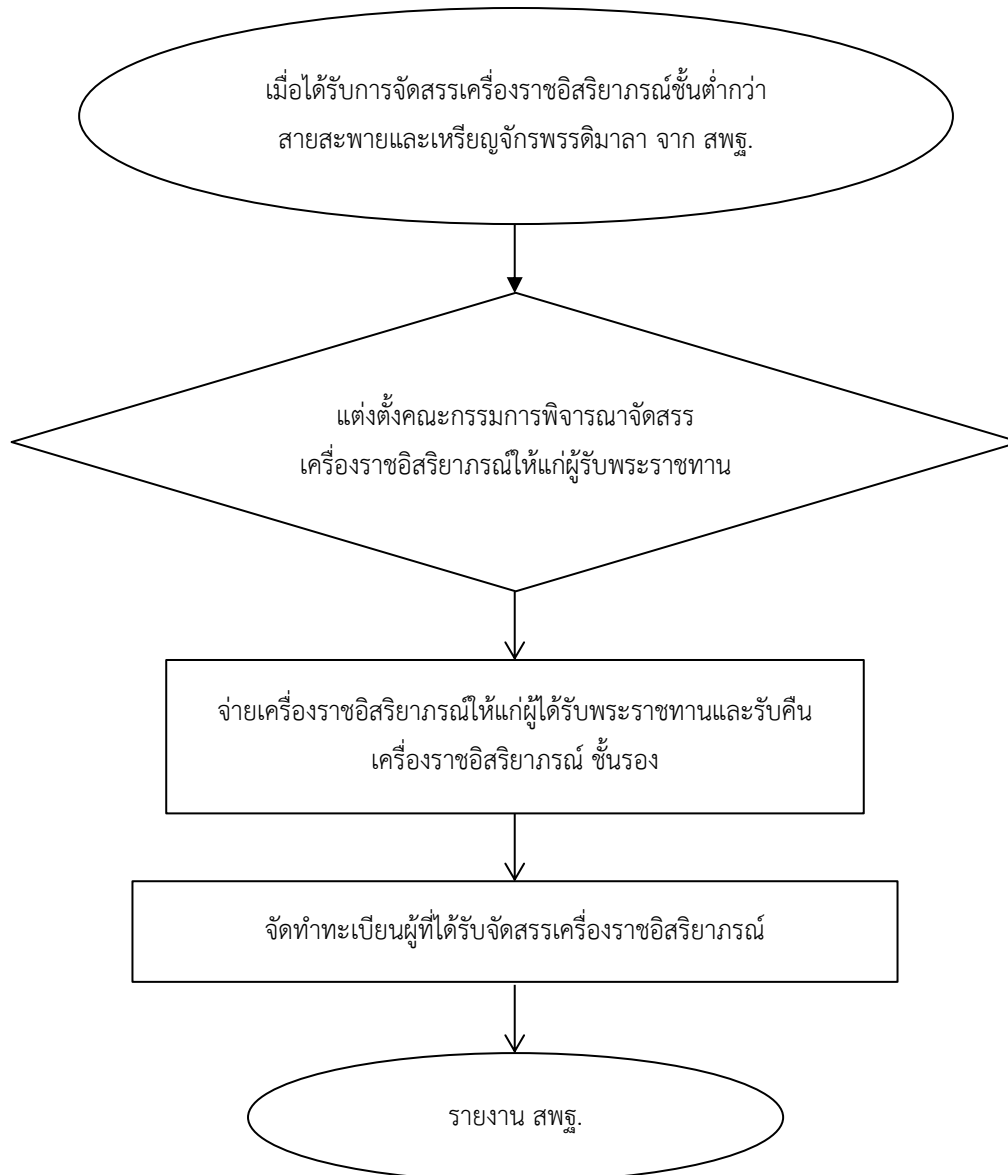 เมื่อได้รับการจัดสรรเครื่องราชอิสริยาภรณ์ชั้นต่ำกว่า
สายสะพายและเหรียญจักรพรรดิมาลา จาก สพฐ.
แต่งตั้งคณะกรรมการพิจารณาจัดสรร
เครื่องราชอิสริยาภรณ์ให้แก่ผู้รับพระราชทาน
จ่ายเครื่องราชอิสริยาภรณ์ให้แก่ผู้ได้รับพระราชทานและรับคืน
เครื่องราชอิสริยาภรณ์ ชั้นรอง
จัดทำทะเบียนผู้ที่ได้รับจัดสรรเครื่องราชอิสริยาภรณ์
รายงาน สพฐ.